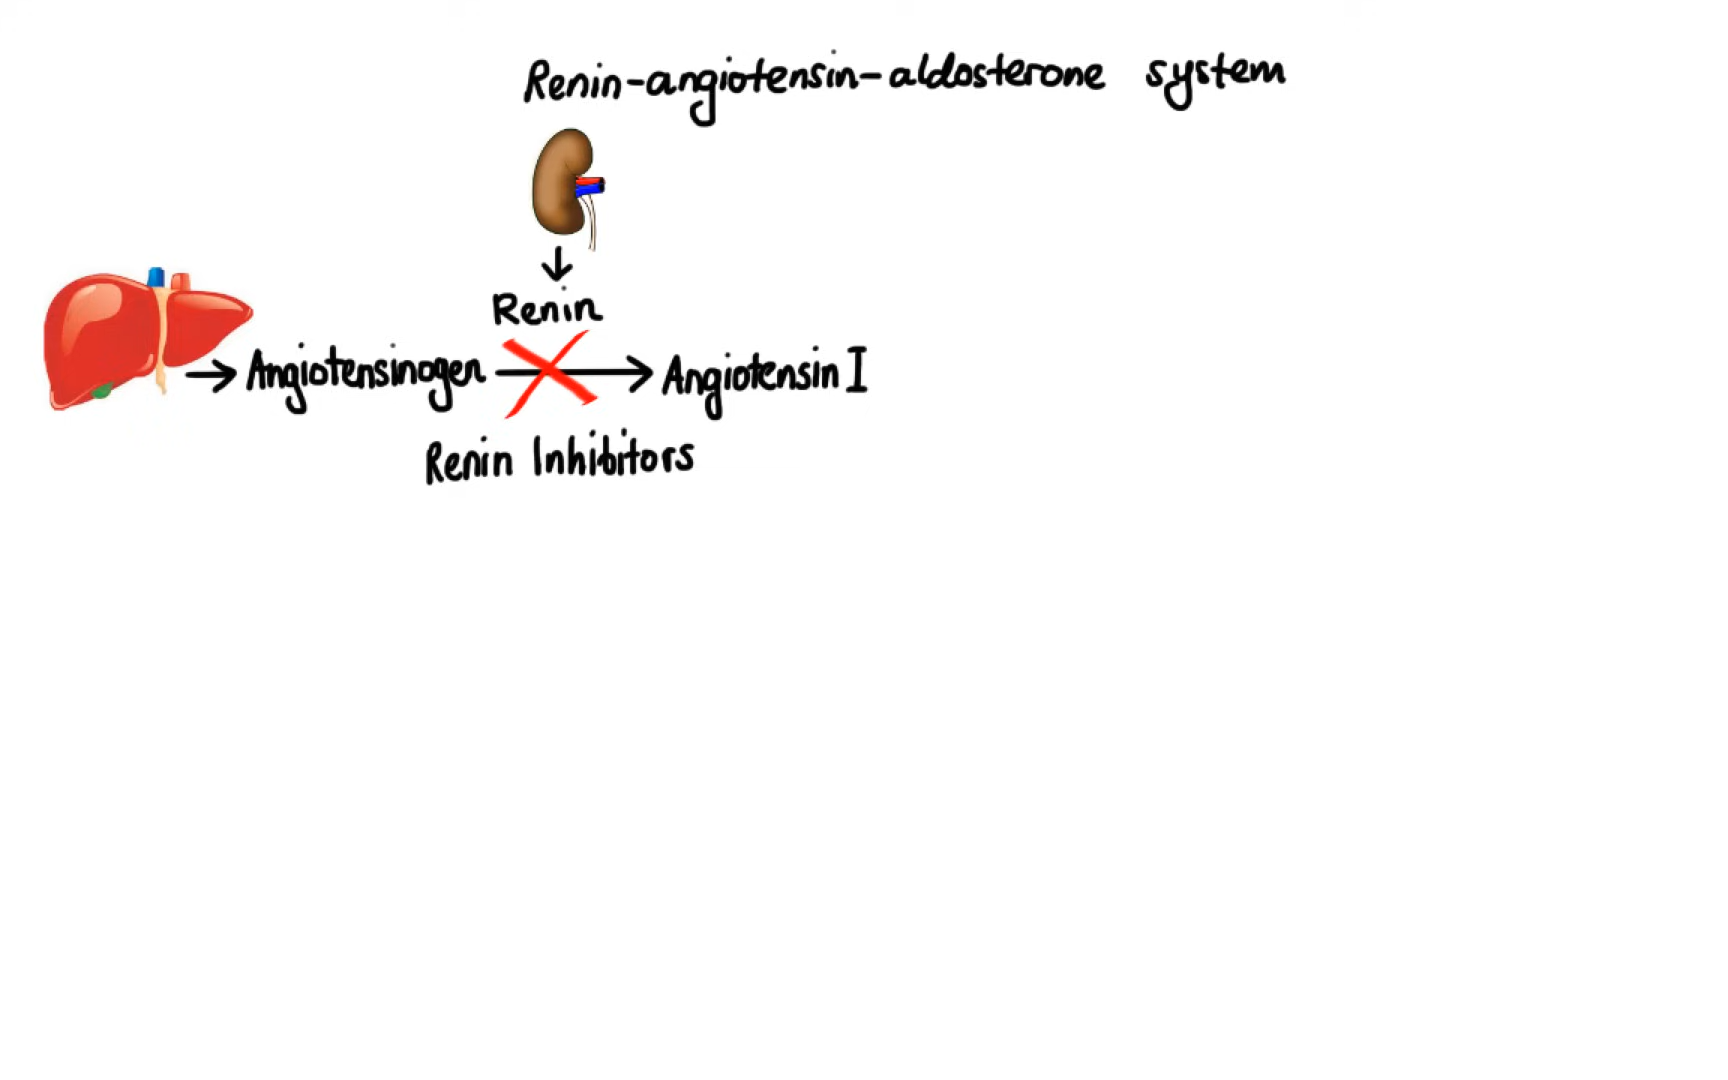 Renin-angiotensin-aldosterone system
Renin
Angiotensinogen
Angiotensin I
Renin Inhibitors